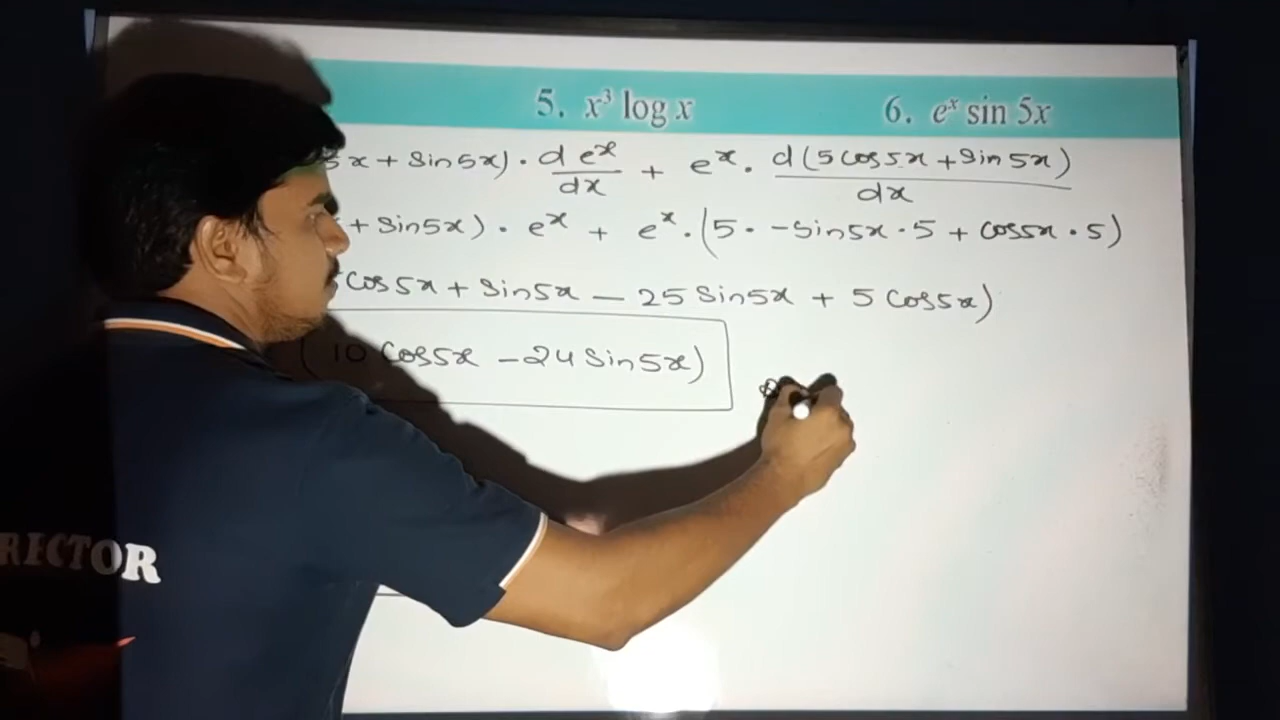 5. x³ log x 6. eˣ sin 5x
x + Sin5x) · d eˣ/dx + eˣ · d(5cos5x + Sin5x)/dx
+ Sin5x) · eˣ + eˣ · (5 · -Sin5x · 5 + cos5x · 5)
Cos5x + Sin5x - 25 Sin5x + 5 Cos5x)
(10 Cos5x - 24 Sin5x)
RECTOR